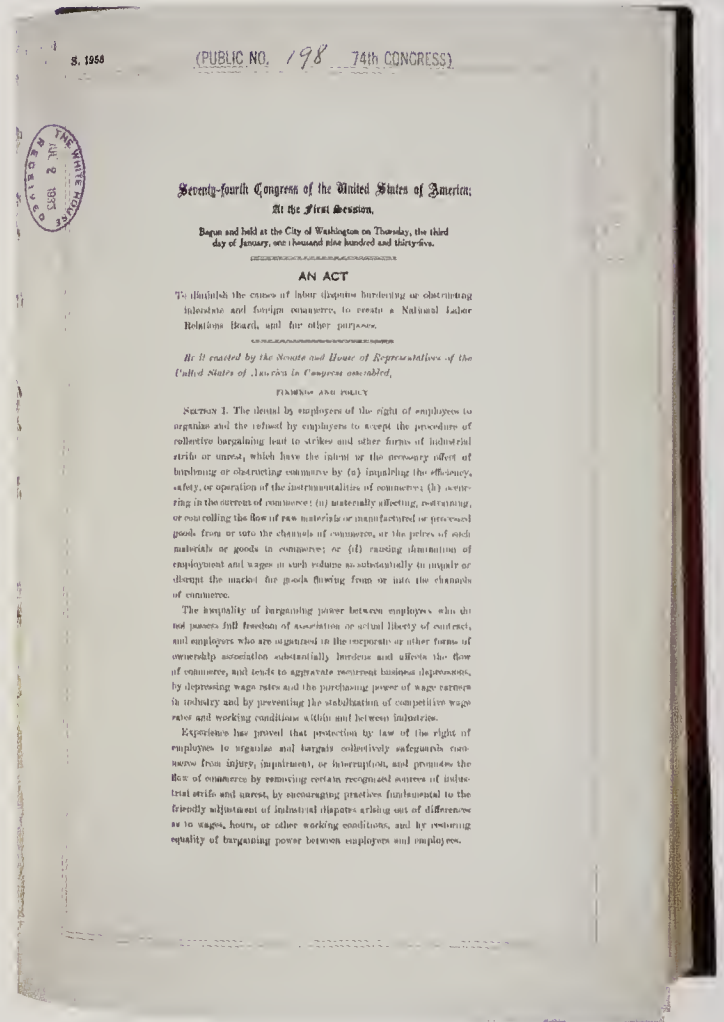 S. 1958
(PUBLIC NO. 198 74th CONGRESS)
THE WHITE HOUSE
JUL 2 1935
RECEIVED
Seventy-fourth Congress of the United States of America;
At the First Session,
Begun and held at the City of Washington on Thursday, the third
day of January, one thousand nine hundred and thirty-five.
AN ACT
To diminish the causes of labor disputes burdening or obstructing
interstate and foreign commerce, to create a National Labor
Relations Board, and for other purposes.
Be it enacted by the Senate and House of Representatives of the
United States of America in Congress assembled,
FINDINGS AND POLICY
SECTION 1. The denial by employers of the right of employees to
organize and the refusal by employers to accept the procedure of
collective bargaining lead to strikes and other forms of industrial
strife or unrest, which have the intent or the necessary effect of
burdening or obstructing commerce by (a) impairing the efficiency,
safety, or operation of the instrumentalities of commerce; (b) occur-
ring in the current of commerce; (c) materially affecting, restraining,
or controlling the flow of raw materials or manufactured or processed
goods from or into the channels of commerce, or the prices of such
materials or goods in commerce; or (d) causing diminution of
employment and wages in such volume as substantially to impair or
disrupt the market for goods flowing from or into the channels
of commerce.
The inequality of bargaining power between employees who do
not possess full freedom of association or actual liberty of contract,
and employers who are organized in the corporate or other forms of
ownership association substantially burdens and affects the flow
of commerce, and tends to aggravate recurrent business depressions,
by depressing wage rates and the purchasing power of wage earners
in industry and by preventing the stabilization of competitive wage
rates and working conditions within and between industries.
Experience has proved that protection by law of the right of
employees to organize and bargain collectively safeguards com-
merce from injury, impairment, or interruption, and promotes the
flow of commerce by removing certain recognized sources of indus-
trial strife and unrest, by encouraging practices fundamental to the
friendly adjustment of industrial disputes arising out of differences
as to wages, hours, or other working conditions, and by restoring
equality of bargaining power between employers and employees.